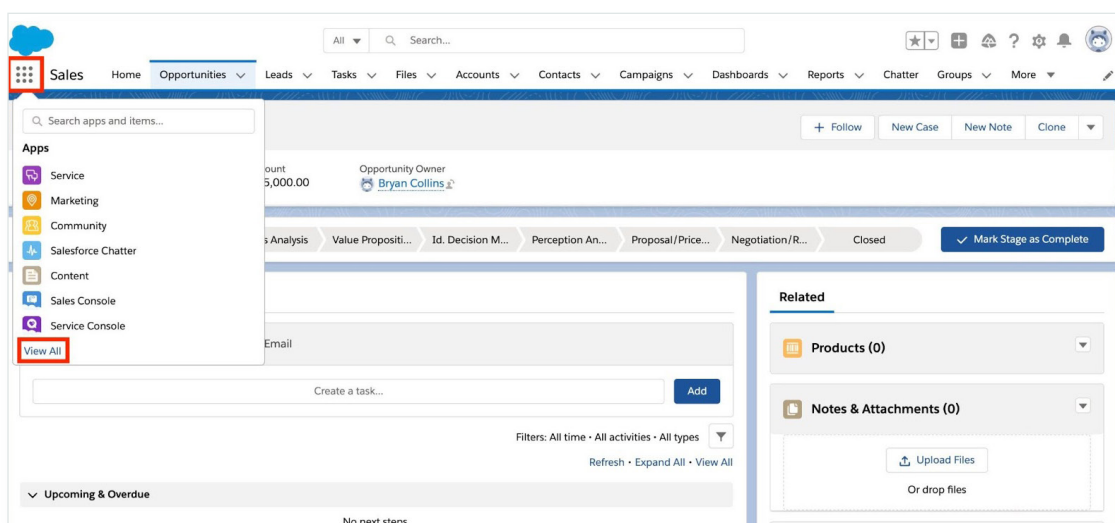 All
Search...
Sales
Home
Opportunities
Leads
Tasks
Files
Accounts
Contacts
Campaigns
Dashboards
Reports
Chatter
Groups
More
Search apps and items...
+ Follow
New Case
New Note
Clone
Apps
Service
Marketing
Community
Salesforce Chatter
Content
Sales Console
Service Console
View All
ount
5,000.00
Opportunity Owner
Bryan Collins
s Analysis
Value Propositi...
Id. Decision M...
Perception An...
Proposal/Price...
Negotiation/R...
Closed
Mark Stage as Complete
Email
Create a task...
Add
Filters: All time • All activities • All types
Refresh • Expand All • View All
Upcoming & Overdue
No next steps
Related
Products (0)
Notes & Attachments (0)
Upload Files
Or drop files